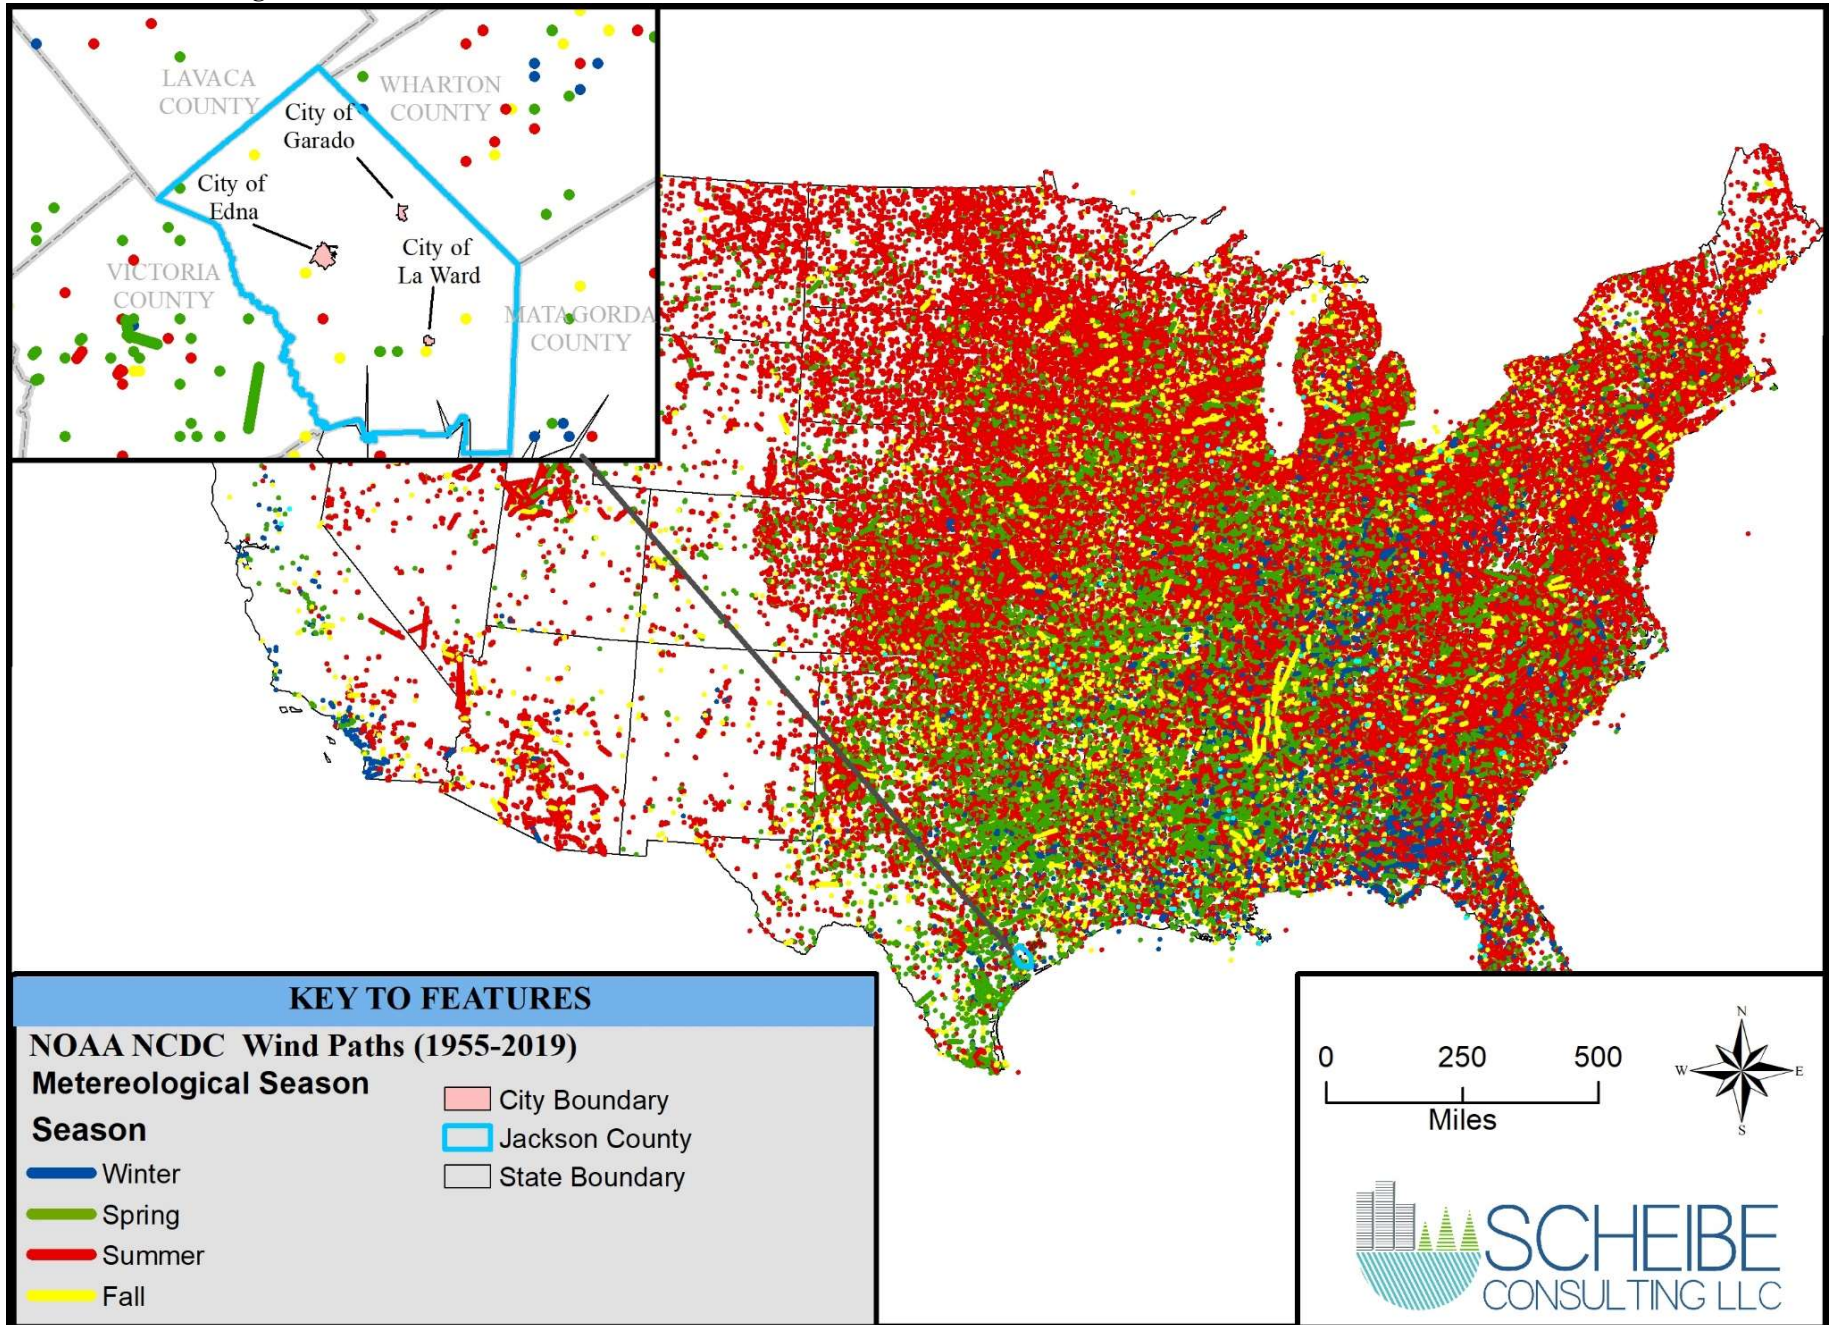 LAVACA
COUNTY
WHARTON
COUNTY
City of
Garado
City of
Edna
City of
La Ward
VICTORIA
COUNTY
MATAGORDA
COUNTY
KEY TO FEATURES
NOAA NCDC Wind Paths (1955-2019)
Metereological Season
Season
Winter
Spring
Summer
Fall
City Boundary
Jackson County
State Boundary
0 250 500
Miles
N
W E
S
SCHEIBE
CONSULTING LLC